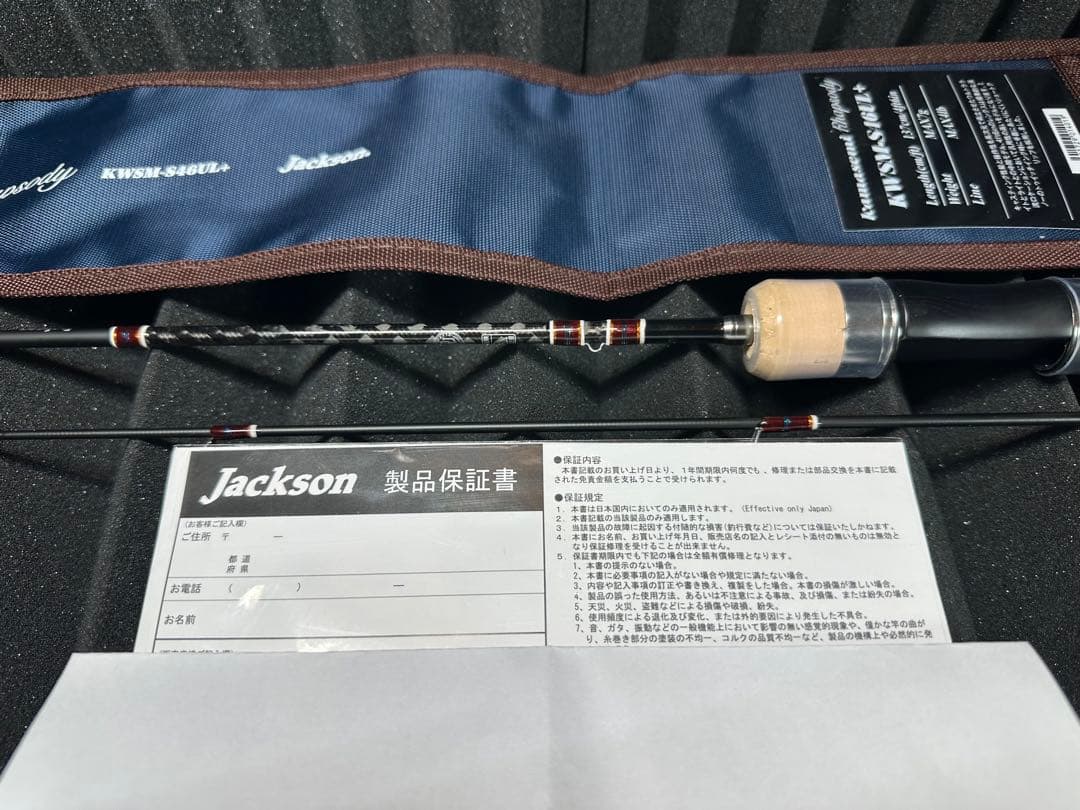 KWSM-S46UL+
Jackson
Kawasemi Rhapsody
KWSM-S46UL+
Length(cm/ft)
Weight
MAX
Line
MAX
Jackson 製品保証書
(お客様ご記入欄)
ご住所 〒 ー
都 道
府 県
お電話 ( ) ー
お名前
●保証内容
本書記載のお買い上げ日より、1年間期限内何度でも、修理または部品交換を本書に記載
された免責金額を支払うことで受けられます。
●保証規定
1. 本書は日本国内においてのみ適用されます。(Effective only Japan)
2. 本書記載の当該製品のみ適用します。
3. 当該製品の故障に起因する付随的な損害(釣行費など)については保証いたしかねます。
4. 本書にお名前、お買い上げ年月日、販売店名の記入とレシート添付の無いものは無効と
なり保証修理を受けることが出来ません。
5. 保証書期限内でも下記の場合は全額有償修理となります。
1、本書の提示のない場合。
2、本書に必要事項の記入がない場合や規定に満たない場合。
3、内容や記入事項の訂正や書き換え、複製をした場合。本書の損傷が激しい場合。
4、製品の誤った使用方法、あるいは不注意による事故、及び損傷、または紛失の場合。
5、天災、火災、盗難などによる損傷や破損、紛失。
6、使用頻度による退化及び変化、または外的要因により発生した不具合。
7、音、ガタ、振動などの一般機能上において影響の無い感覚的現象や、僅かな竿の曲が
り、糸巻き部分の塗装の不均一、コルクの品質不均一など、製品の機構上や必然的に発